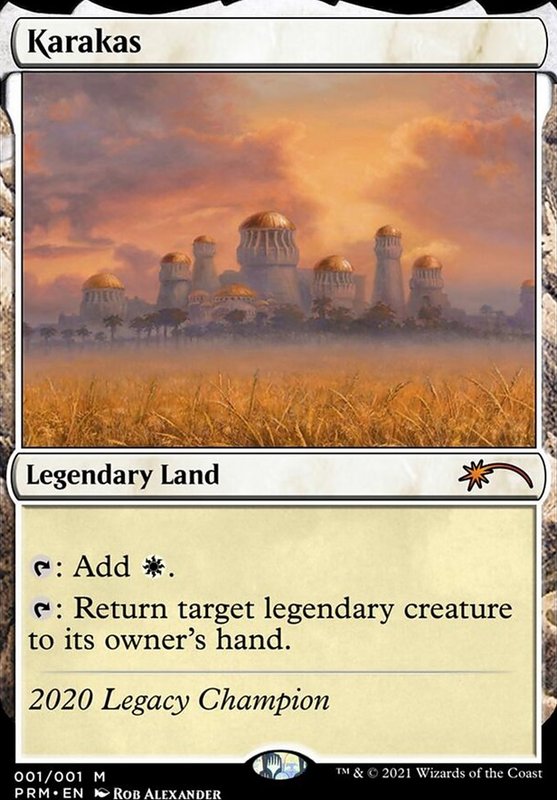 Karakas
Legendary Land
: Add .
: Return target legendary creature
to its owner's hand.
2020 Legacy Champion
001/001 M
PRM • EN Rob Alexander
™ & © 2021 Wizards of the Coast